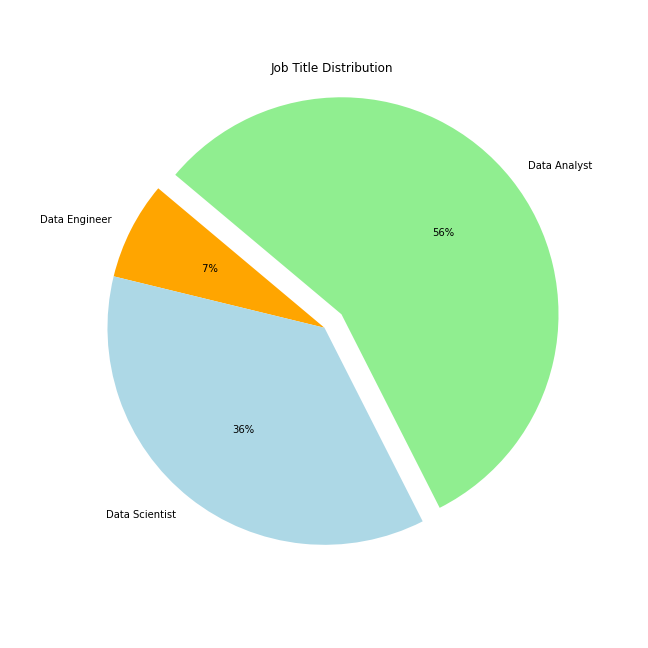 Job Title Distribution
Data Analyst
56%
Data Engineer
7%
36%
Data Scientist